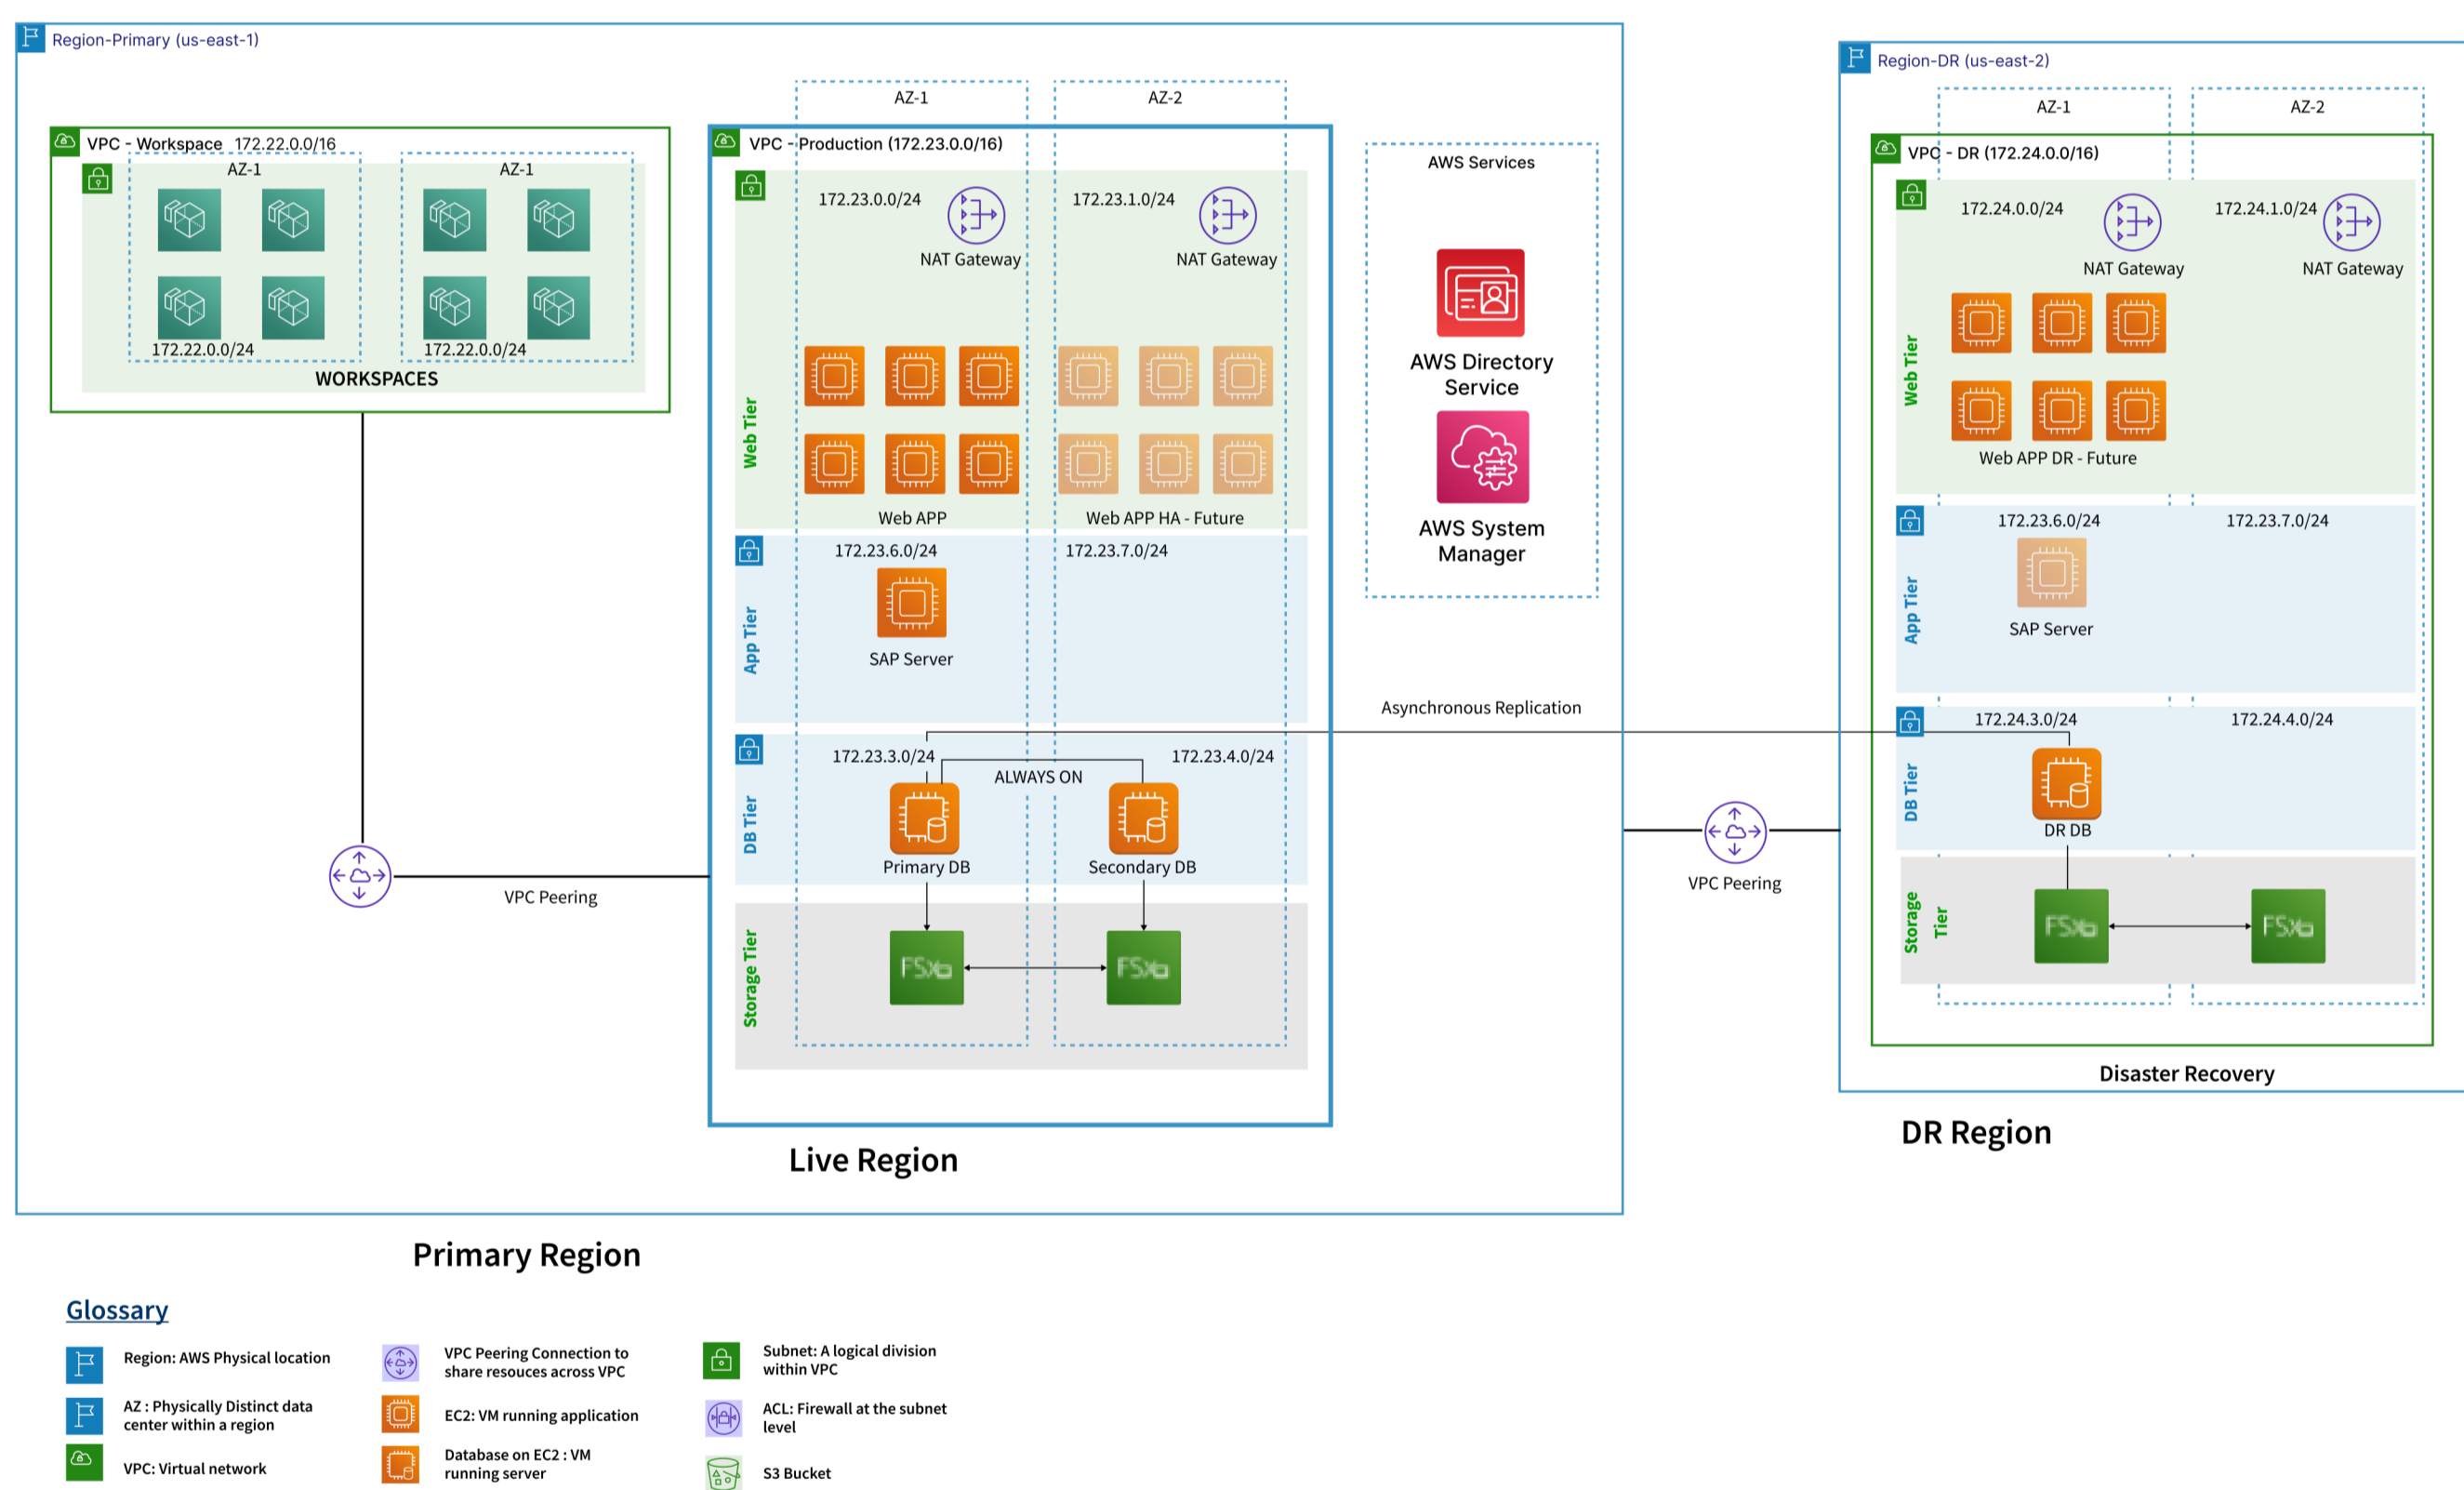 Region-Primary (us-east-1)
VPC - Workspace 172.22.0.0/16
AZ-1
AZ-1
172.22.0.0/24
172.22.0.0/24
WORKSPACES
VPC Peering
AZ-1
AZ-2
VPC - Production (172.23.0.0/16)
172.23.0.0/24
172.23.1.0/24
NAT Gateway
NAT Gateway
Web Tier
Web APP
Web APP HA - Future
172.23.6.0/24
172.23.7.0/24
App Tier
SAP Server
172.23.3.0/24
172.23.4.0/24
ALWAYS ON
DB Tier
Primary DB
Secondary DB
Storage Tier
FSx
FSx
Live Region
AWS Services
AWS Directory
Service
AWS System
Manager
Asynchronous Replication
VPC Peering
Region-DR (us-east-2)
AZ-1
AZ-2
VPC - DR (172.24.0.0/16)
172.24.0.0/24
172.24.1.0/24
NAT Gateway
NAT Gateway
Web Tier
Web APP DR - Future
172.23.6.0/24
172.23.7.0/24
App Tier
SAP Server
172.24.3.0/24
172.24.4.0/24
DB Tier
DR DB
Storage
Tier
FSx
FSx
Disaster Recovery
DR Region
Primary Region
Glossary
Region: AWS Physical location
AZ : Physically Distinct data
center within a region
VPC: Virtual network
VPC Peering Connection to
share resouces across VPC
EC2: VM running application
Database on EC2 : VM
running server
Subnet: A logical division
within VPC
ACL: Firewall at the subnet
level
S3 Bucket